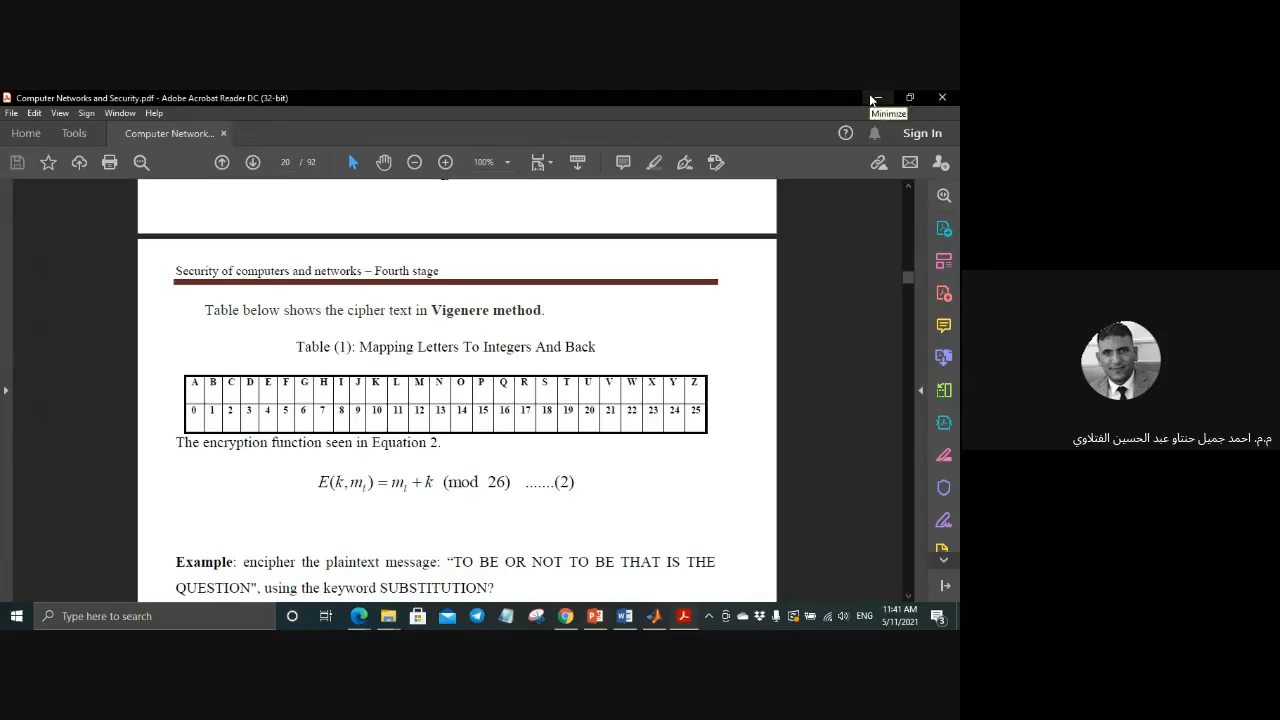 Computer Networks and Security.pdf - Adobe Acrobat Reader DC (32-bit)
Minimize
File Edit View Sign Window Help
Home Tools Computer Network... × Sign In
20 / 92 100%
Security of computers and networks – Fourth stage
Table below shows the cipher text in Vigenere method.
Table (1): Mapping Letters To Integers And Back
A B C D E F G H I J K L M N O P Q R S T U V W X Y Z
0 1 2 3 4 5 6 7 8 9 10 11 12 13 14 15 16 17 18 19 20 21 22 23 24 25
The encryption function seen in Equation 2.
E(k,mi) = mi + k (mod 26) .......(2)
Example: encipher the plaintext message: “TO BE OR NOT TO BE THAT IS THE
QUESTION", using the keyword SUBSTITUTION?
Type here to search
ENG
11:41 AM
5/11/2021
3
م.م. احمد جميل حنتاو عبد الحسين الفتلاوي